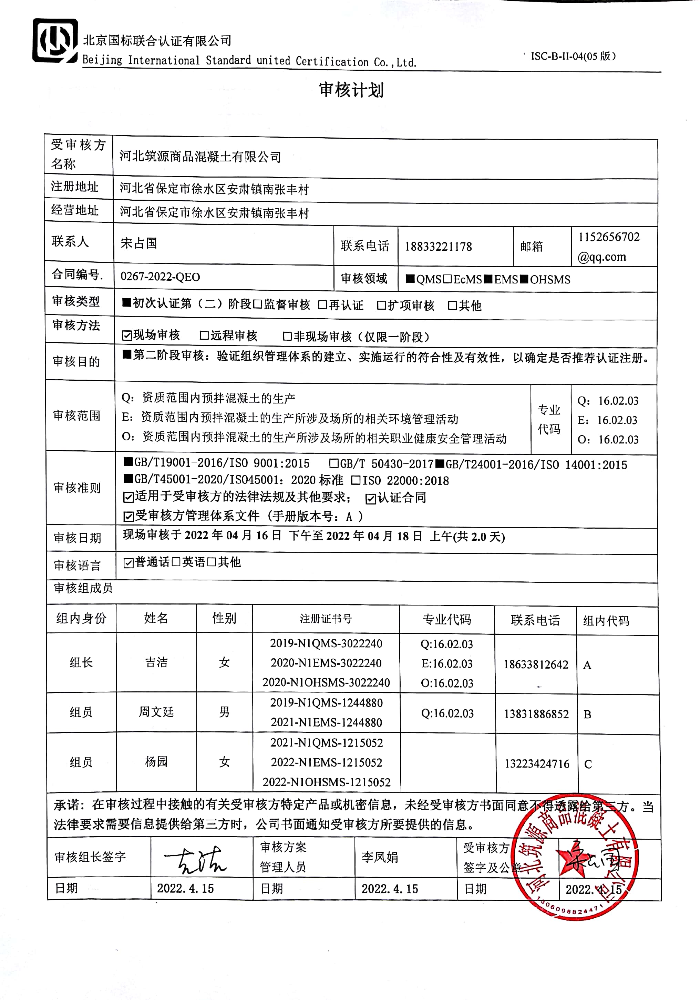 北京国标联合认证有限公司
Beijing International Standard united Certification Co.,Ltd.
ISC-B-II-04(05 版)
审核计划
受审核方
名称
河北筑源商品混凝土有限公司
注册地址
河北省保定市徐水区安肃镇南张丰村
经营地址
河北省保定市徐水区安肃镇南张丰村
联系人
宋占国
联系电话
18833221178
邮箱
1152656702
@qq.com
合同编号.
0267-2022-QEO
审核领域
■QMS□EcMS■EMS■OHSMS
审核类型
■初次认证第（二）阶段□监督审核 □再认证 □扩项审核 □其他
审核方法
☑现场审核 □远程审核 □非现场审核（仅限一阶段）
审核目的
■第二阶段审核：验证组织管理体系的建立、实施运行的符合性及有效性，以确定是否推荐认证注册。
审核范围
Q：资质范围内预拌混凝土的生产
E：资质范围内预拌混凝土的生产所涉及场所的相关环境管理活动
O：资质范围内预拌混凝土的生产所涉及场所的相关职业健康安全管理活动
专业
代码
Q：16.02.03
E：16.02.03
O：16.02.03
审核准则
■GB/T19001-2016/ISO 9001:2015 □GB/T 50430-2017■GB/T24001-2016/ISO 14001:2015
■GB/T45001-2020/ISO45001：2020 标准 □ISO 22000:2018
☑适用于受审核方的法律法规及其他要求； ☑认证合同
☑受审核方管理体系文件（手册版本号：A ）
审核日期
现场审核于 2022 年 04 月 16 日 下午至 2022 年 04 月 18 日 上午(共 2.0 天)
审核语言
☑普通话□英语□其他
审核组成员
组内身份 姓名 性别 注册证书号 专业代码 联系电话 组内代码
组长
吉洁
女
2019-N1QMS-3022240
2020-N1EMS-3022240
2020-N1OHSMS-3022240
Q:16.02.03
E:16.02.03
O:16.02.03
18633812642
A
组员
周文廷
男
2019-N1QMS-1244880
2021-N1EMS-1244880
Q:16.02.03
13831886852
B
组员
杨园
女
2021-N1QMS-1215052
2022-N1EMS-1215052
2022-N1OHSMS-1215052
13223424716
C
承诺：在审核过程中接触的有关受审核方特定产品或机密信息，未经受审核方书面同意不得透露给第三方。当
法律要求需要信息提供给第三方时，公司书面通知受审核方所要提供的信息。
审核组长签字
吉洁
审核方案
管理人员
李凤娟
受审核方
签字及公章
河北筑源商品混凝土有限公司
1306098824471
日期
2022.4.15
日期
2022.4.15
日期
2022.4.15